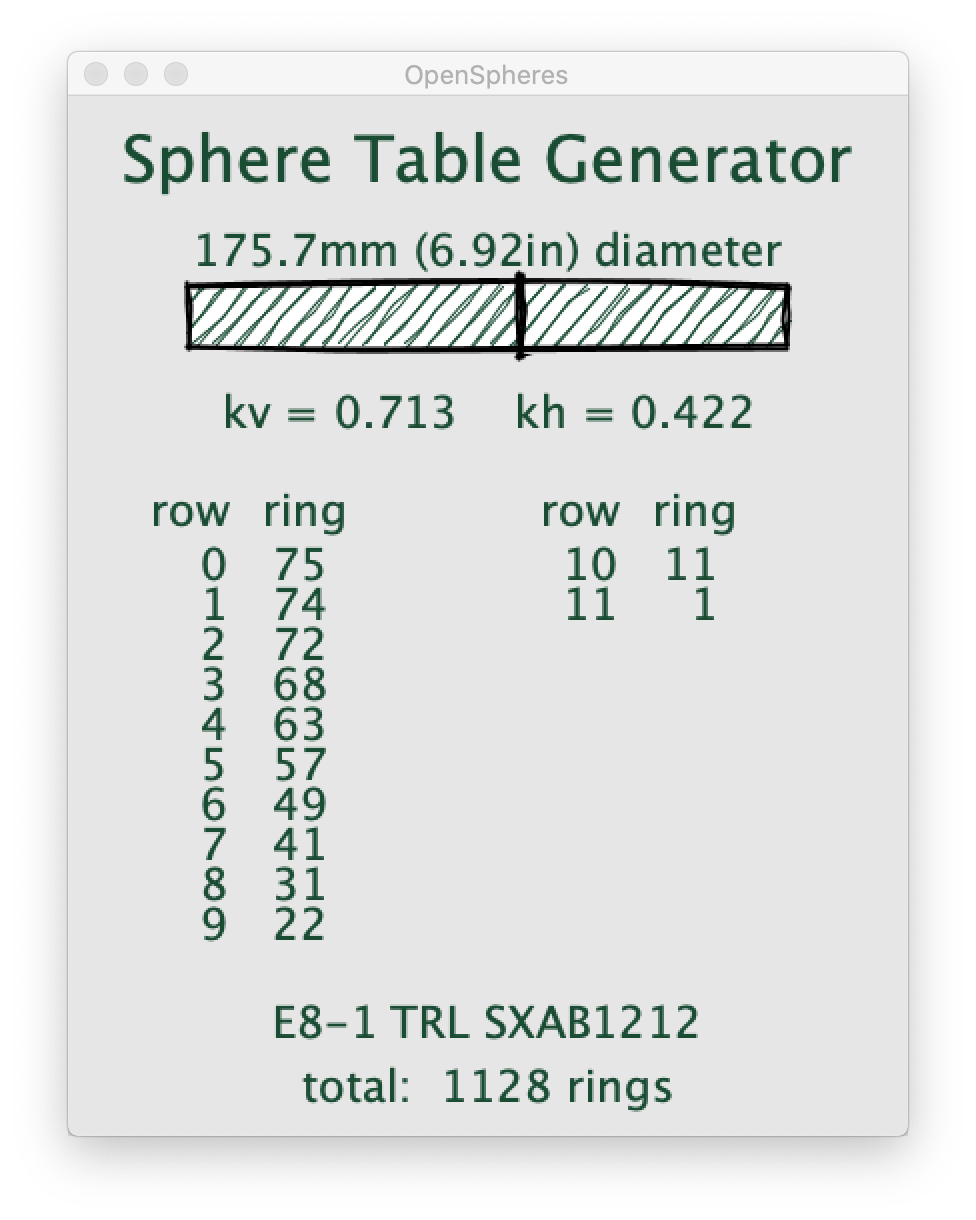 OpenSpheres
Sphere Table Generator
175.7mm (6.92in) diameter
kv = 0.713 kh = 0.422
row ring row ring
0 75 10 11
1 74 11 1
2 72
3 68
4 63
5 57
6 49
7 41
8 31
9 22
E8-1 TRL SXAB1212
total: 1128 rings